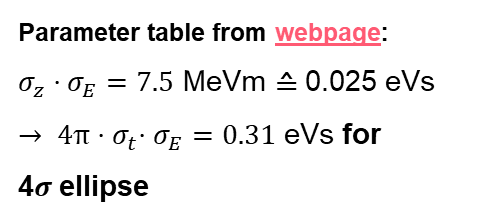 Parameter table from webpage:
𝜎𝑧 ⋅ 𝜎𝐸 = 7.5 MeVm ≙ 0.025 eVs
→ 4π ⋅ 𝜎𝑡 ⋅ 𝜎𝐸 = 0.31 eVs for
4𝝈 ellipse